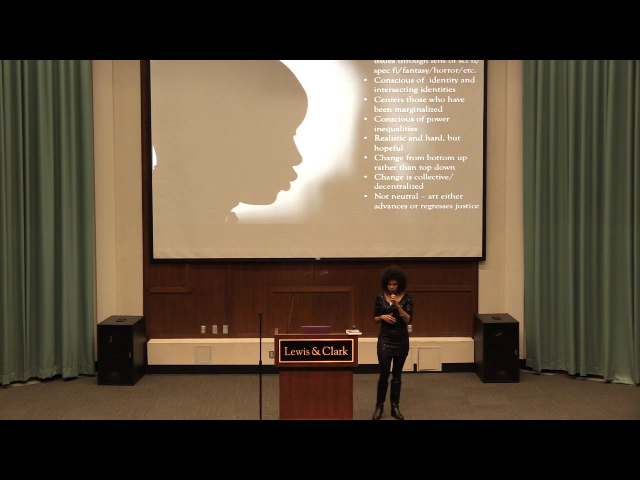 issues through lens of sci fi/
spec fi/fantasy/horror/etc.
• Conscious of identity and
intersecting identities
• Centers those who have
been marginalized
• Conscious of power
inequalities
• Realistic and hard, but
hopeful
• Change from bottom up
rather than top down
• Change is collective/
decentralized
• Not neutral – art either
advances or regresses justice
Lewis & Clark